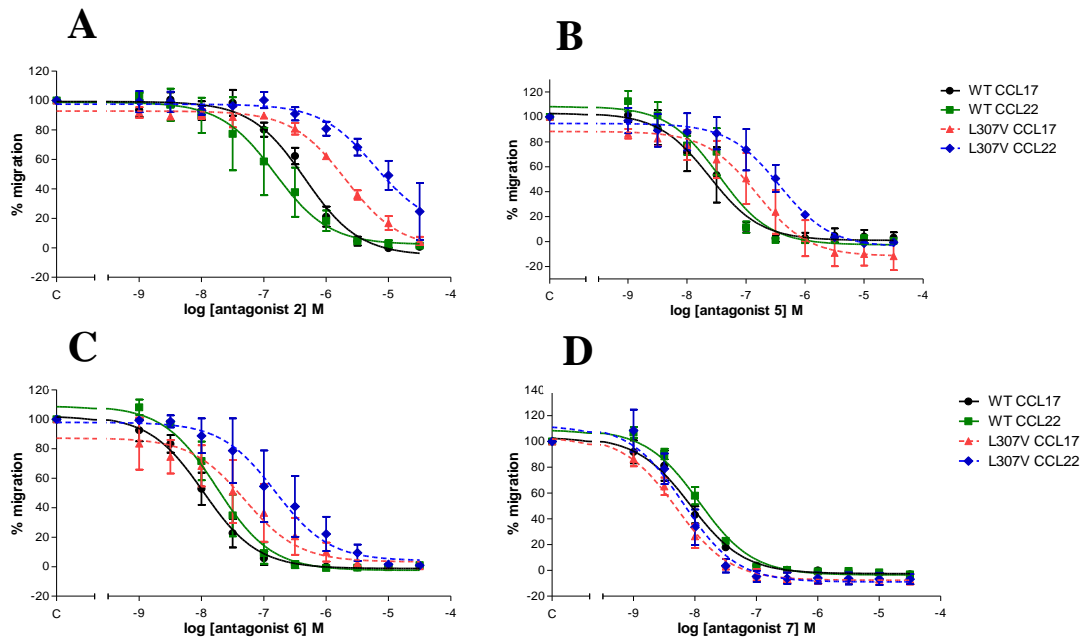 A
% migration
120
100
80
60
40
20
0
-20
C
-9
-8
-7
-6
-5
-4
log [antagonist 2] M
B
% migration
120
100
80
60
40
20
0
-20
C
-9
-8
-7
-6
-5
-4
log [antagonist 5] M
WT CCL17
WT CCL22
L307V CCL17
L307V CCL22
C
% migration
120
100
80
60
40
20
0
-20
C
-9
-8
-7
-6
-5
-4
log [antagonist 6] M
D
% migration
140
120
100
80
60
40
20
0
-20
C
-9
-8
-7
-6
-5
-4
log [antagonist 7] M
WT CCL17
WT CCL22
L307V CCL17
L307V CCL22